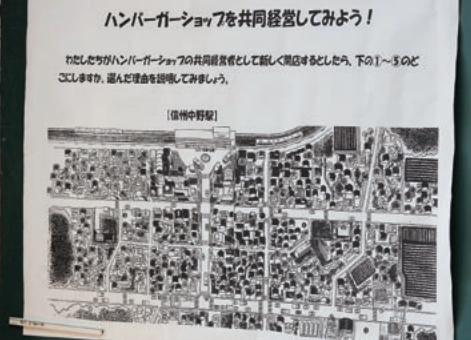 ハンバーガーショップを共同経営してみよう！
わたしたちがハンバーガーショップの共同経営者として新しく開店するとしたら、下の①～⑤のど
こにしますか。選んだ理由を説明してみましょう。
[信州中野駅]